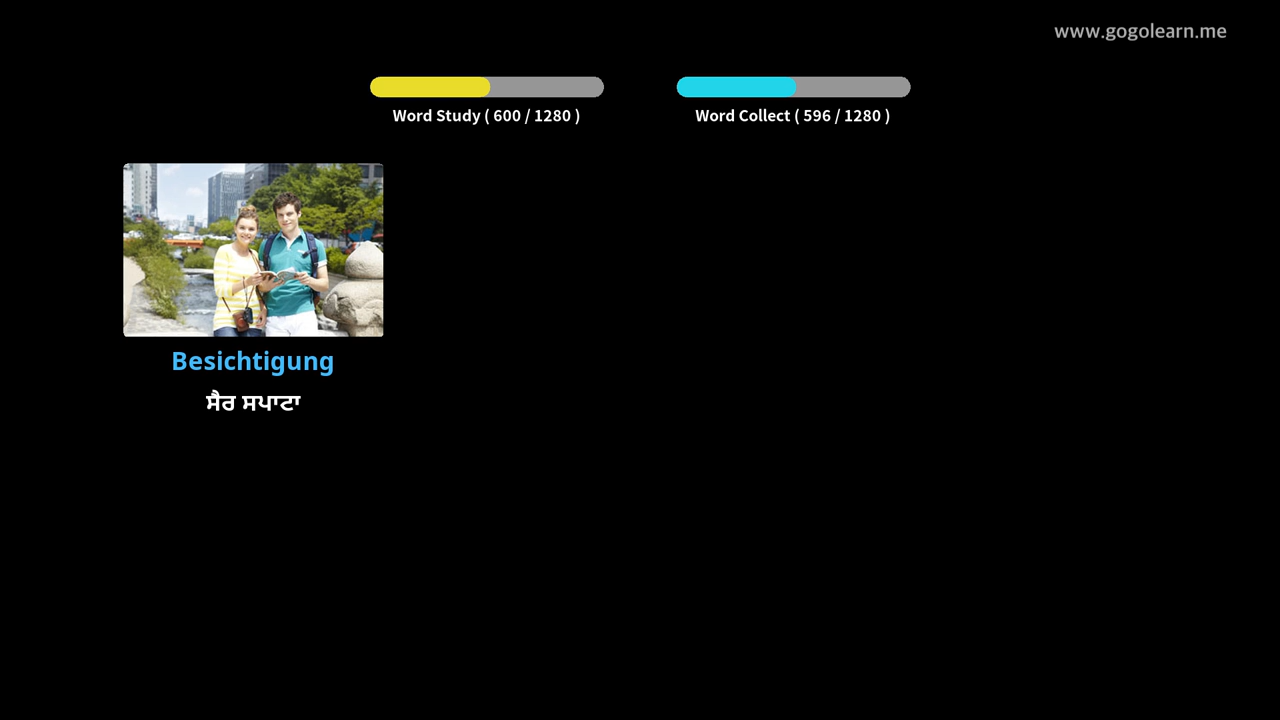 www.gogolearn.me
Word Study ( 600 / 1280 )
Word Collect ( 596 / 1280 )
Besichtigung
ਸੈਰ ਸਪਾਟਾ